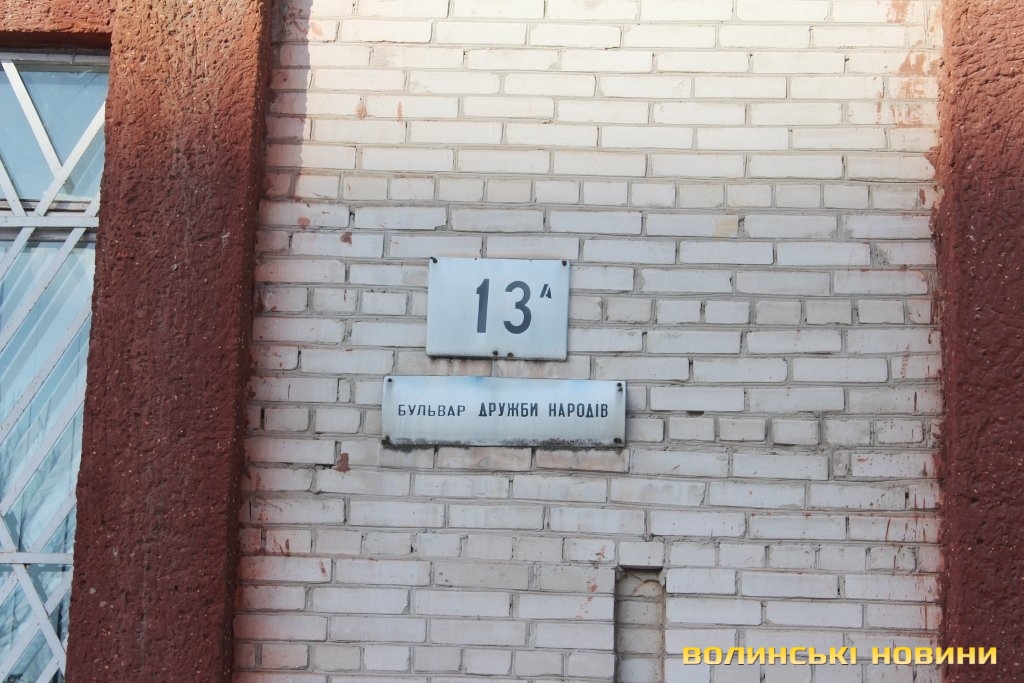 13А
БУЛЬВАР ДРУЖБИ НАРОДІВ
ВОЛИНСЬКІ НОВИНИ